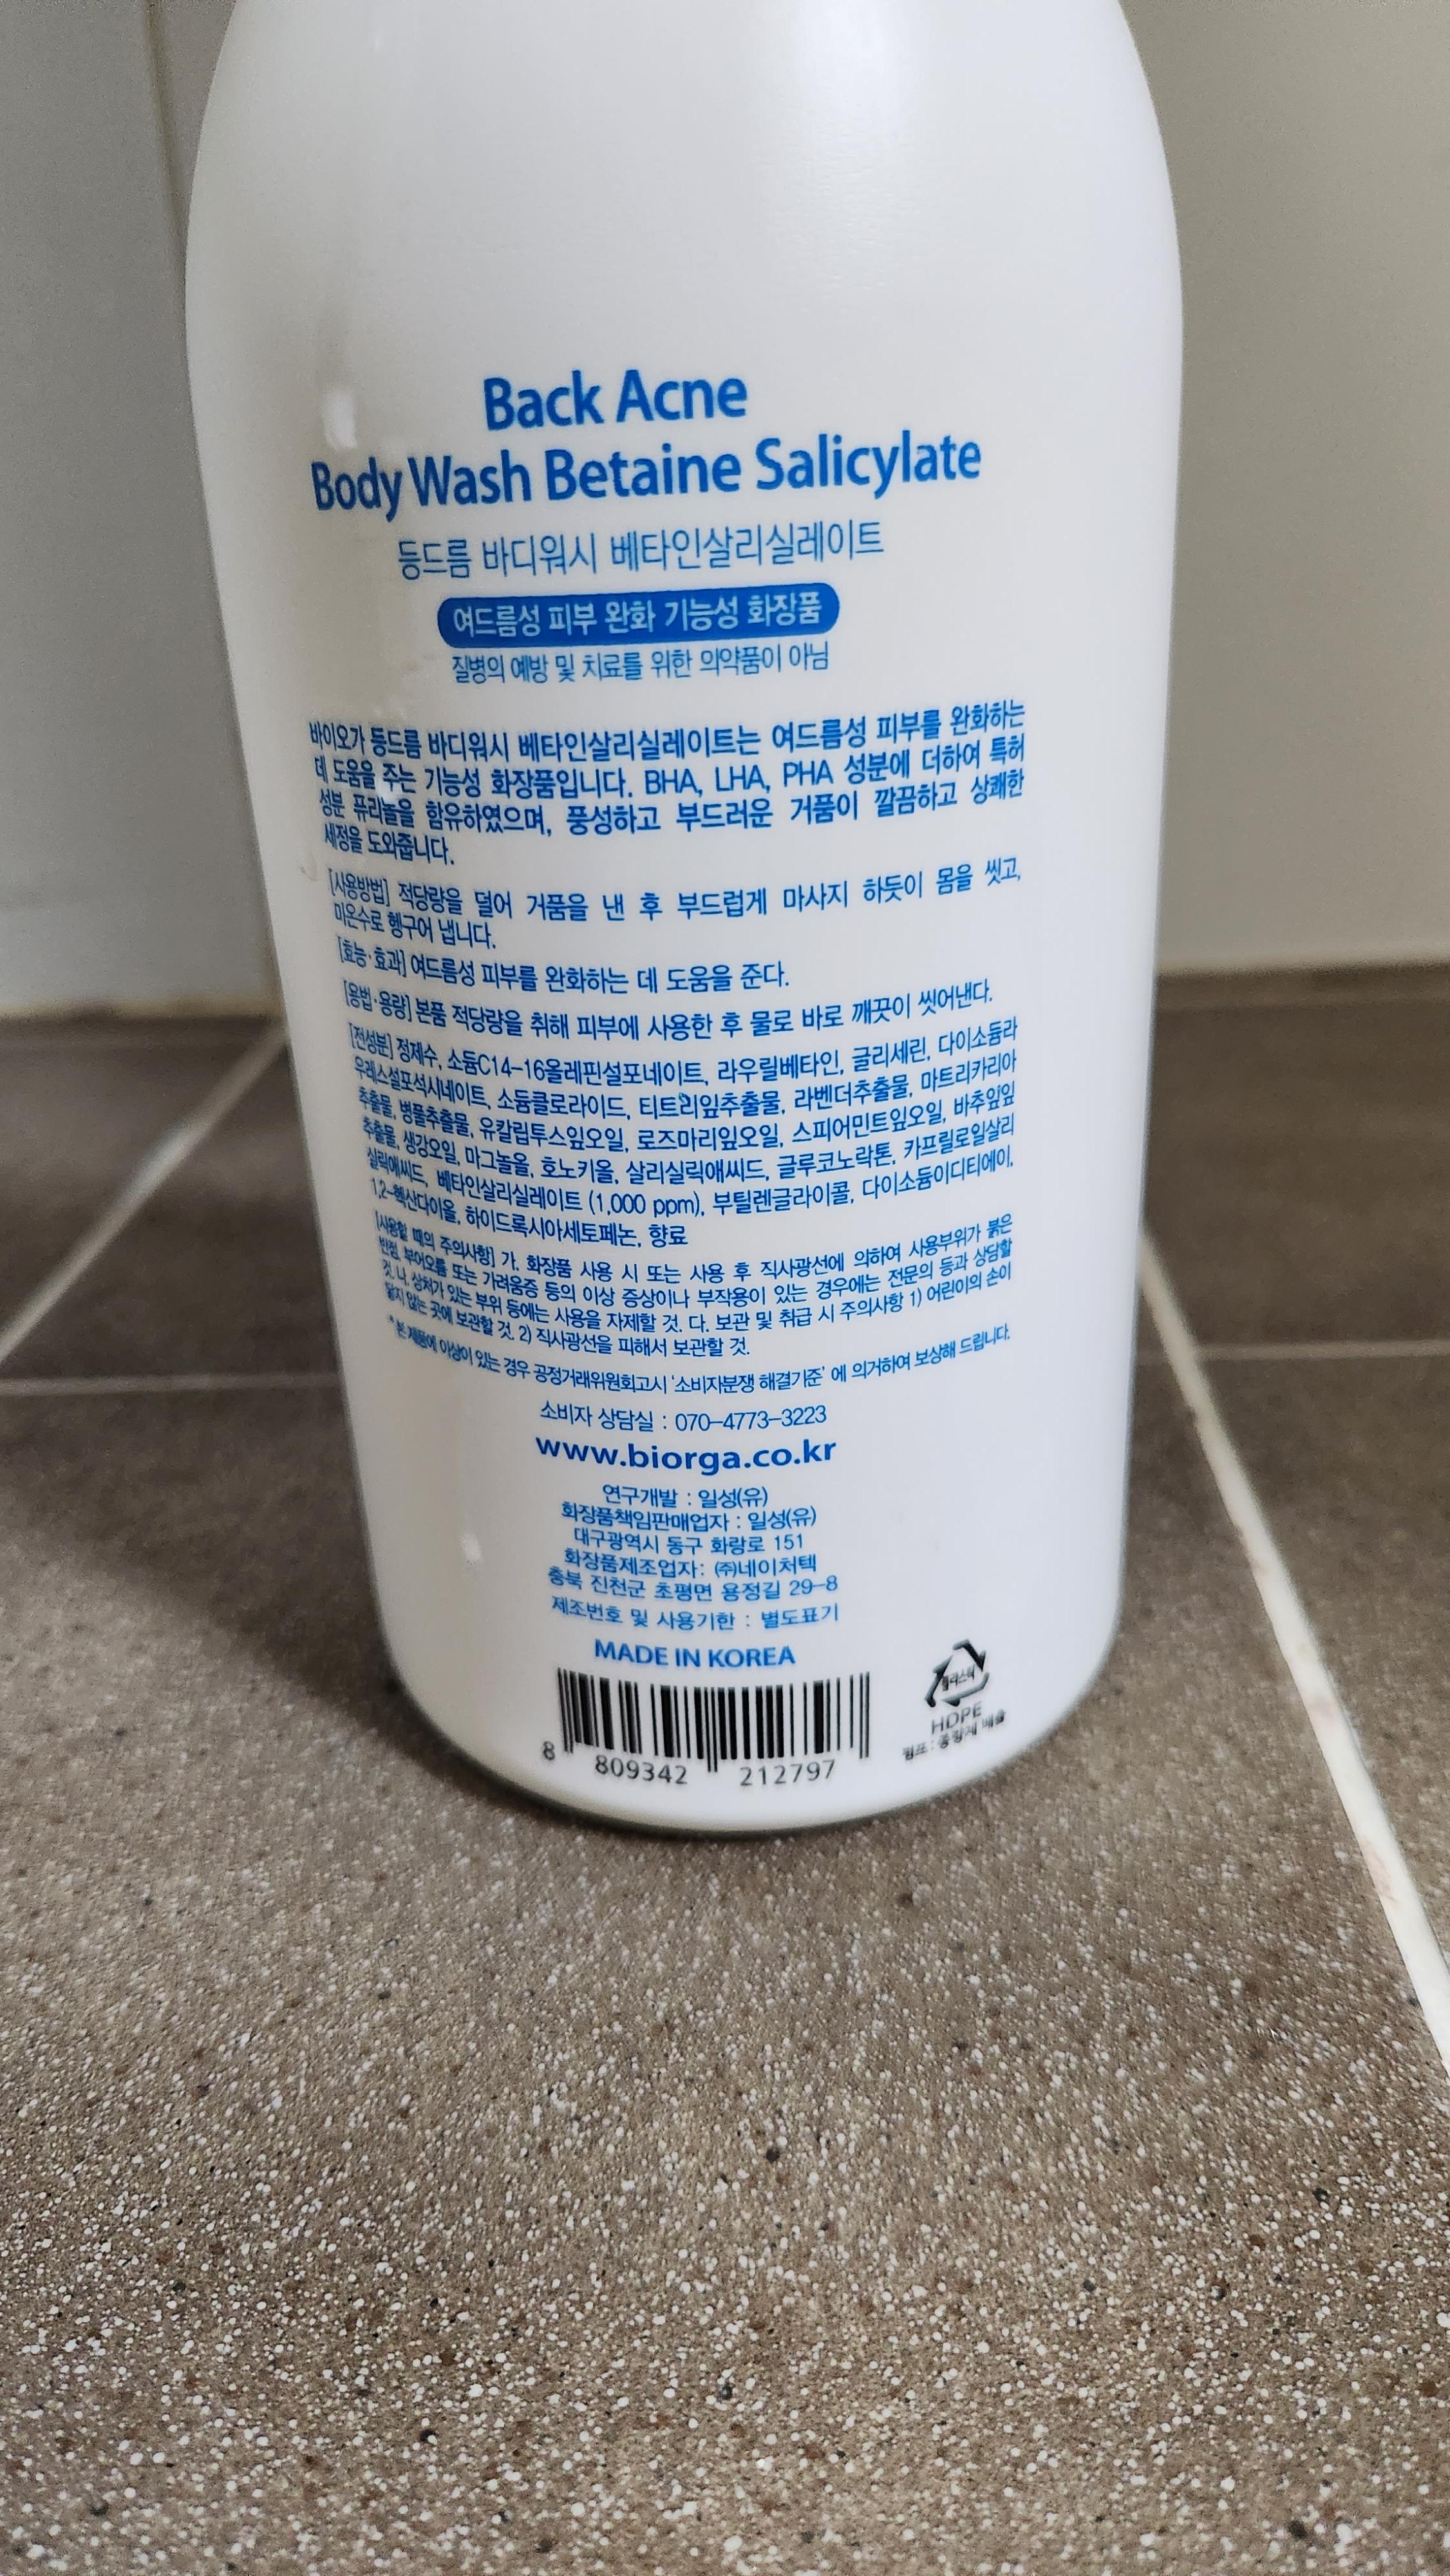 Back Acne
Body Wash Betaine Salicylate
등드름 바디워시 베타인살리실레이트
여드름성 피부 완화 기능성 화장품
질병의 예방 및 치료를 위한 의약품이 아님
바이오가 등드름 바디워시 베타인살리실레이트는 여드름성 피부를 완화하는
데 도움을 주는 기능성 화장품입니다. BHA, LHA, PHA 성분에 더하여 특허
성분 퓨리놀을 함유하였으며, 풍성하고 부드러운 거품이 깔끔하고 상쾌한
세정을 도와줍니다.
[사용방법] 적당량을 덜어 거품을 낸 후 부드럽게 마사지 하듯이 몸을 씻고,
미온수로 헹구어 냅니다.
[효능·효과] 여드름성 피부를 완화하는 데 도움을 준다.
[용법·용량] 본품 적당량을 취해 피부에 사용한 후 물로 바로 깨끗이 씻어낸다.
[전성분] 정제수, 소듐C14-16올레핀설포네이트, 라우릴베타인, 글리세린, 다이소듐라
우레스설포석시네이트, 소듐클로라이드, 티트리잎추출물, 라벤더추출물, 마트리카리아
추출물, 병풀추출물, 유칼립투스잎오일, 로즈마리잎오일, 스피어민트잎오일, 바추잎잎
추출물, 생강오일, 마그놀올, 호노키올, 살리실릭애씨드, 글루코노락톤, 카프릴로일살리
실릭애씨드, 베타인살리실레이트 (1,000 ppm), 부틸렌글라이콜, 다이소듐이디티에이,
1,2-헥산다이올, 하이드록시아세토페논, 향료
[사용할 때의 주의사항] 가. 화장품 사용 시 또는 사용 후 직사광선에 의하여 사용부위가 붉은
반점, 부어오름 또는 가려움증 등의 이상 증상이나 부작용이 있는 경우에는 전문의 등과 상담할
것. 나. 상처가 있는 부위 등에는 사용을 자제할 것. 다. 보관 및 취급 시 주의사항 1) 어린이의 손이
닿지 않는 곳에 보관할 것. 2) 직사광선을 피해서 보관할 것.
* 본 제품에 이상이 있는 경우 공정거래위원회고시 '소비자분쟁 해결기준' 에 의거하여 보상해 드립니다.
소비자 상담실 : 070-4773-3223
www.biorga.co.kr
연구개발 : 일성(유)
화장품책임판매업자 : 일성(유)
대구광역시 동구 화랑로 151
화장품제조업자: ㈜네이처텍
충북 진천군 초평면 용정길 29-8
제조번호 및 사용기한 : 별도표기
MADE IN KOREA
8 809342 212797
플라스틱
HDPE
펌프 : 종량제 배출